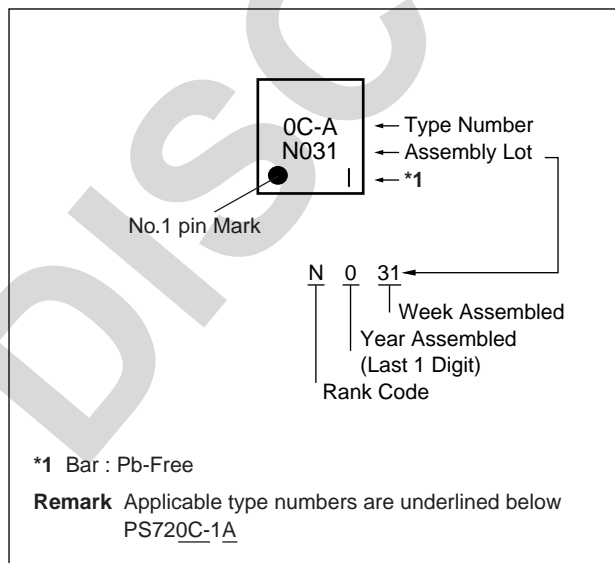 0C-A
N031
|
Type Number
Assembly Lot
*1
No.1 pin Mark
N 0 31
Week Assembled
Year Assembled
(Last 1 Digit)
Rank Code
*1 Bar : Pb-Free
Remark Applicable type numbers are underlined below
PS720C-1A
DISC